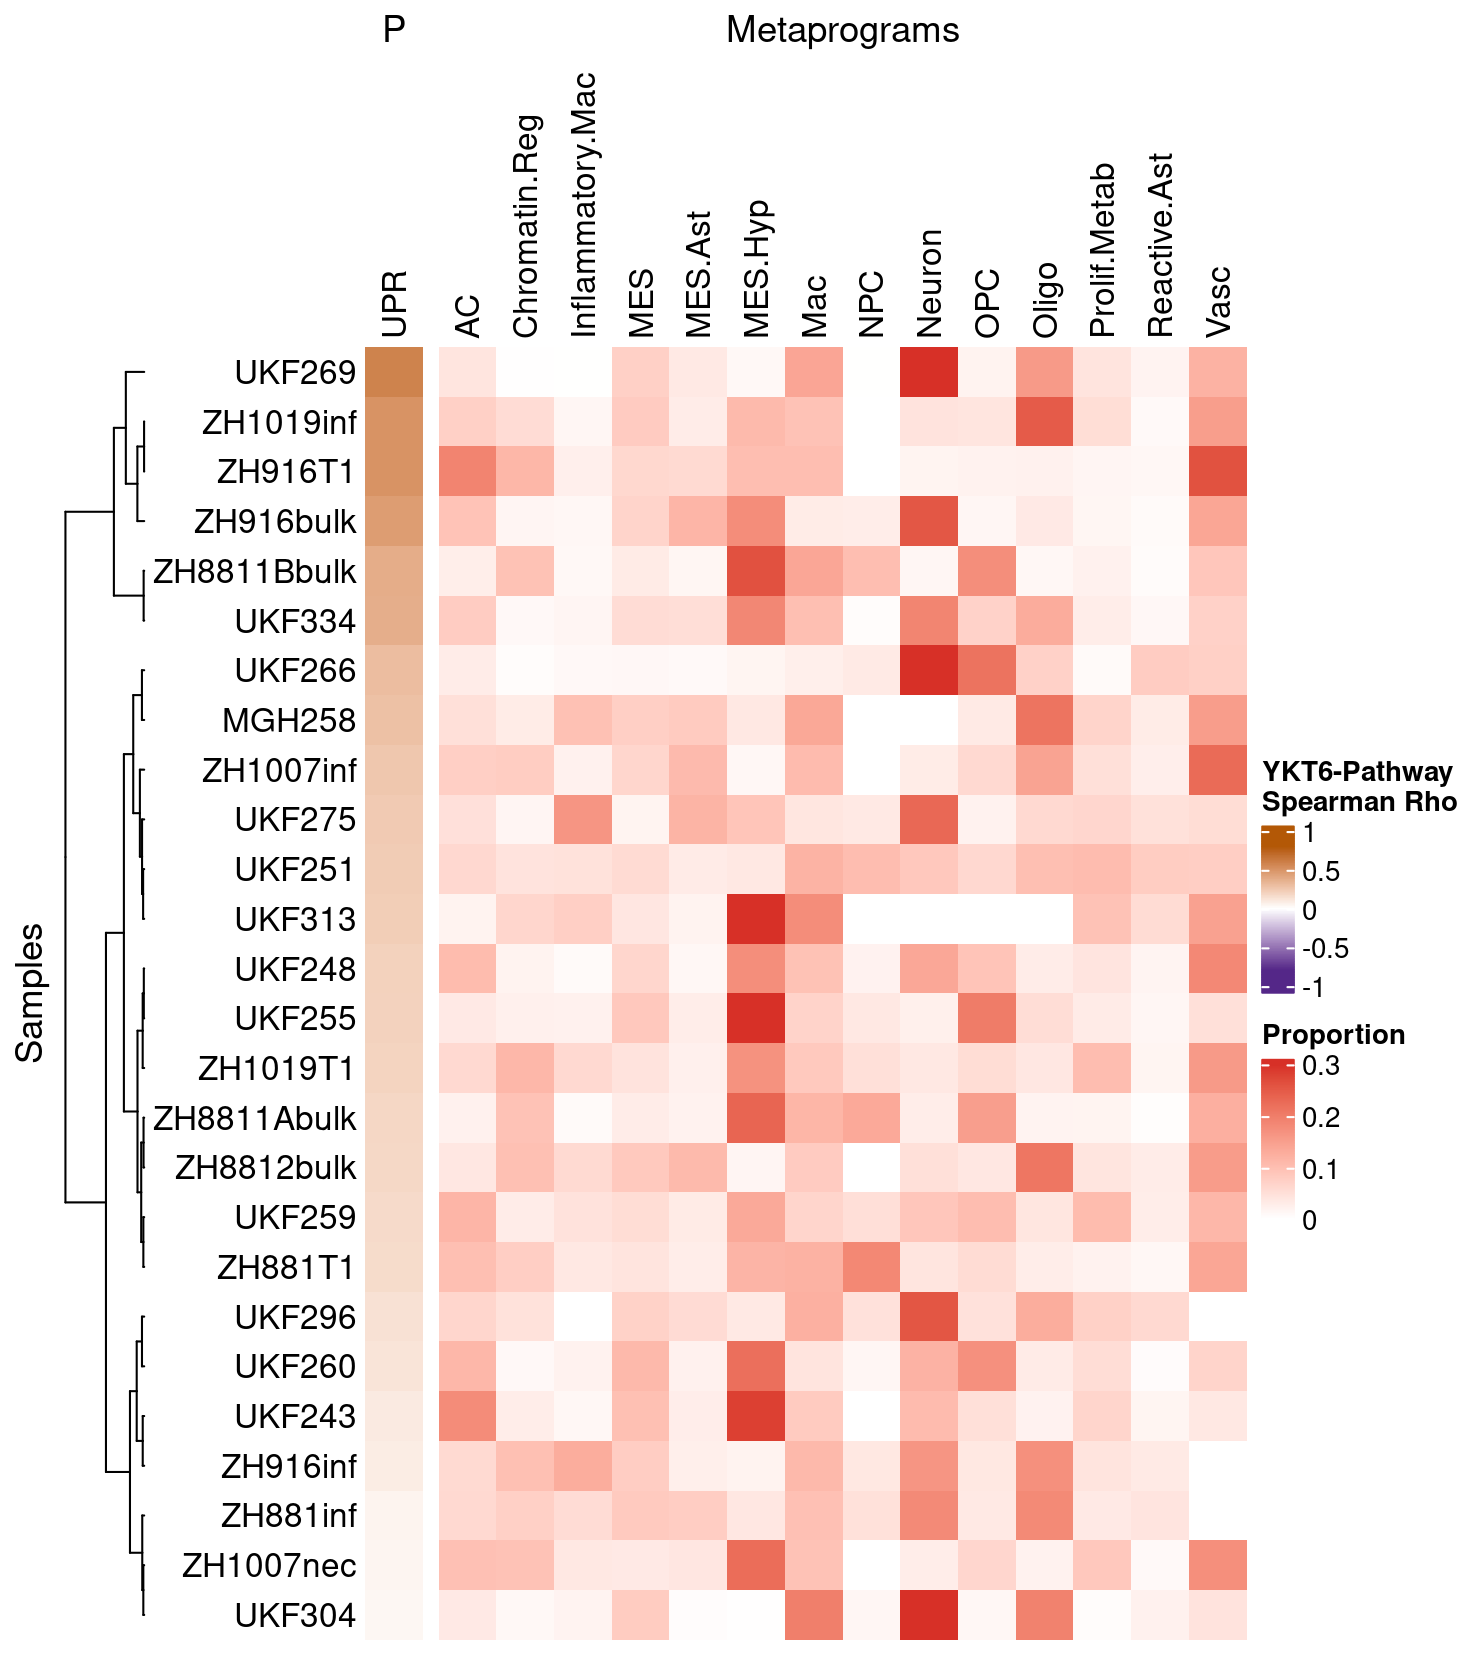 P
Metaprograms
UPR
AC
Chromatin.Reg
Inflammatory.Mac
MES
MES.Ast
MES.Hyp
Mac
NPC
Neuron
OPC
Oligo
Prolif.Metab
Reactive.Ast
Vasc
Samples
UKF269
ZH1019inf
ZH916T1
ZH916bulk
ZH8811Bbulk
UKF334
UKF266
MGH258
ZH1007inf
UKF275
UKF251
UKF313
UKF248
UKF255
ZH1019T1
ZH8811Abulk
ZH8812bulk
UKF259
ZH881T1
UKF296
UKF260
UKF243
ZH916inf
ZH881inf
ZH1007nec
UKF304
YKT6-Pathway
Spearman Rho
1
0.5
0
-0.5
-1
Proportion
0.3
0.2
0.1
0